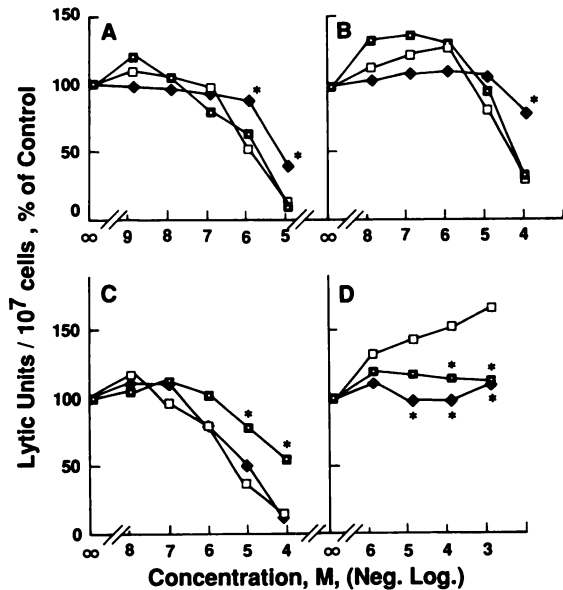 A
B
150
100
50
0
∞ 9 8 7 6 5
∞ 8 7 6 5 4
*
*
*
C
D
150
100
50
0
∞ 8 7 6 5 4
∞ 6 5 4 3
*
*
*
*
*
*
*
Lytic Units / 10⁷ cells , % of Control
Concentration, M, (Neg. Log.)